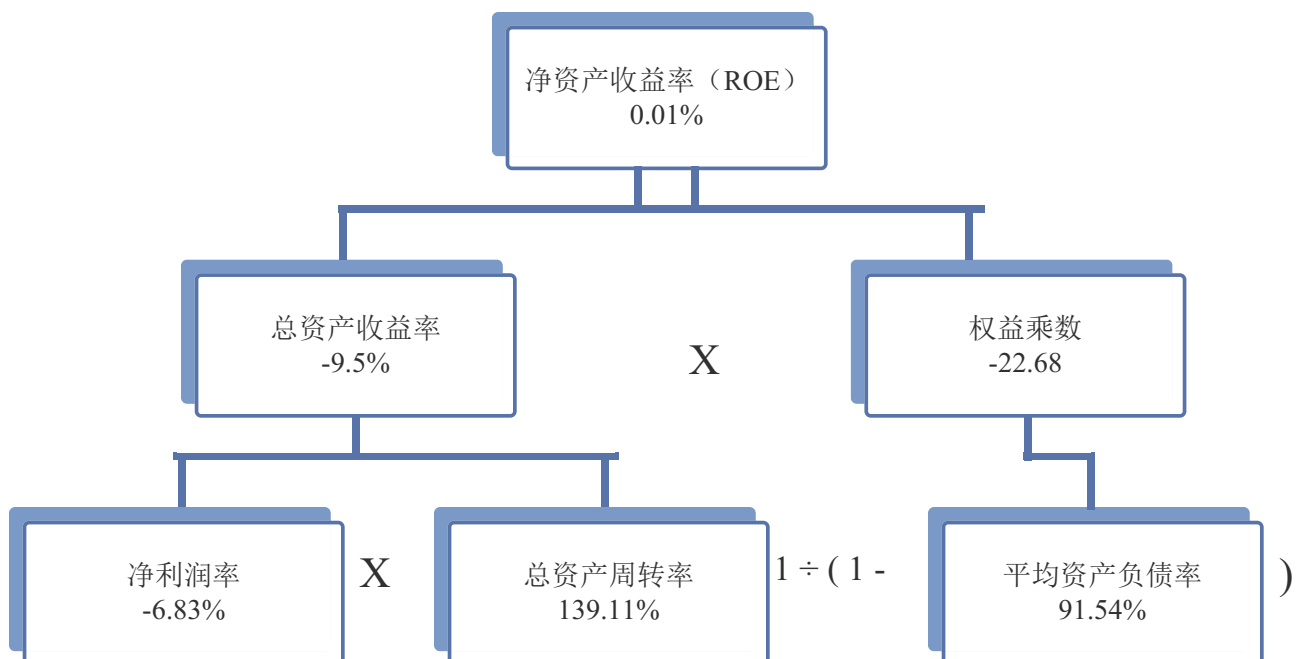 净资产收益率（ROE）
0.01%
总资产收益率
-9.5%
X
权益乘数
-22.68
净利润率
-6.83%
X
总资产周转率
139.11%
1 ÷ ( 1 -
平均资产负债率
91.54%
)